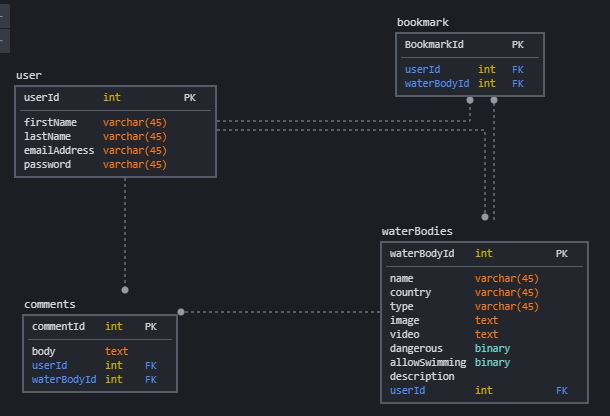 bookmark
BookmarkId PK
userId int FK
waterBodyId int FK
user
userId int PK
firstName varchar(45)
lastName varchar(45)
emailAddress varchar(45)
password varchar(45)
waterBodies
waterBodyId int PK
name varchar(45)
country varchar(45)
type varchar(45)
image text
video text
dangerous binary
allowSwimming binary
description
userId int FK
comments
commentId int PK
body text
userId int FK
waterBodyId int FK